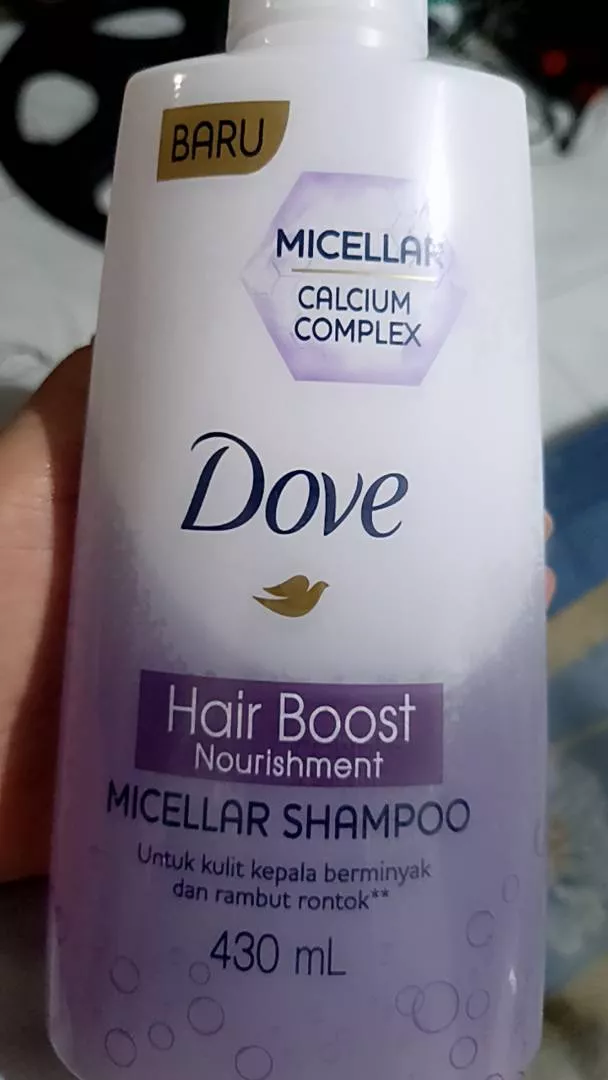 BARU
MICELLAR
CALCIUM
COMPLEX
Dove
Hair Boost
Nourishment
MICELLAR SHAMPOO
Untuk kulit kepala berminyak
dan rambut rontok**
430 mL